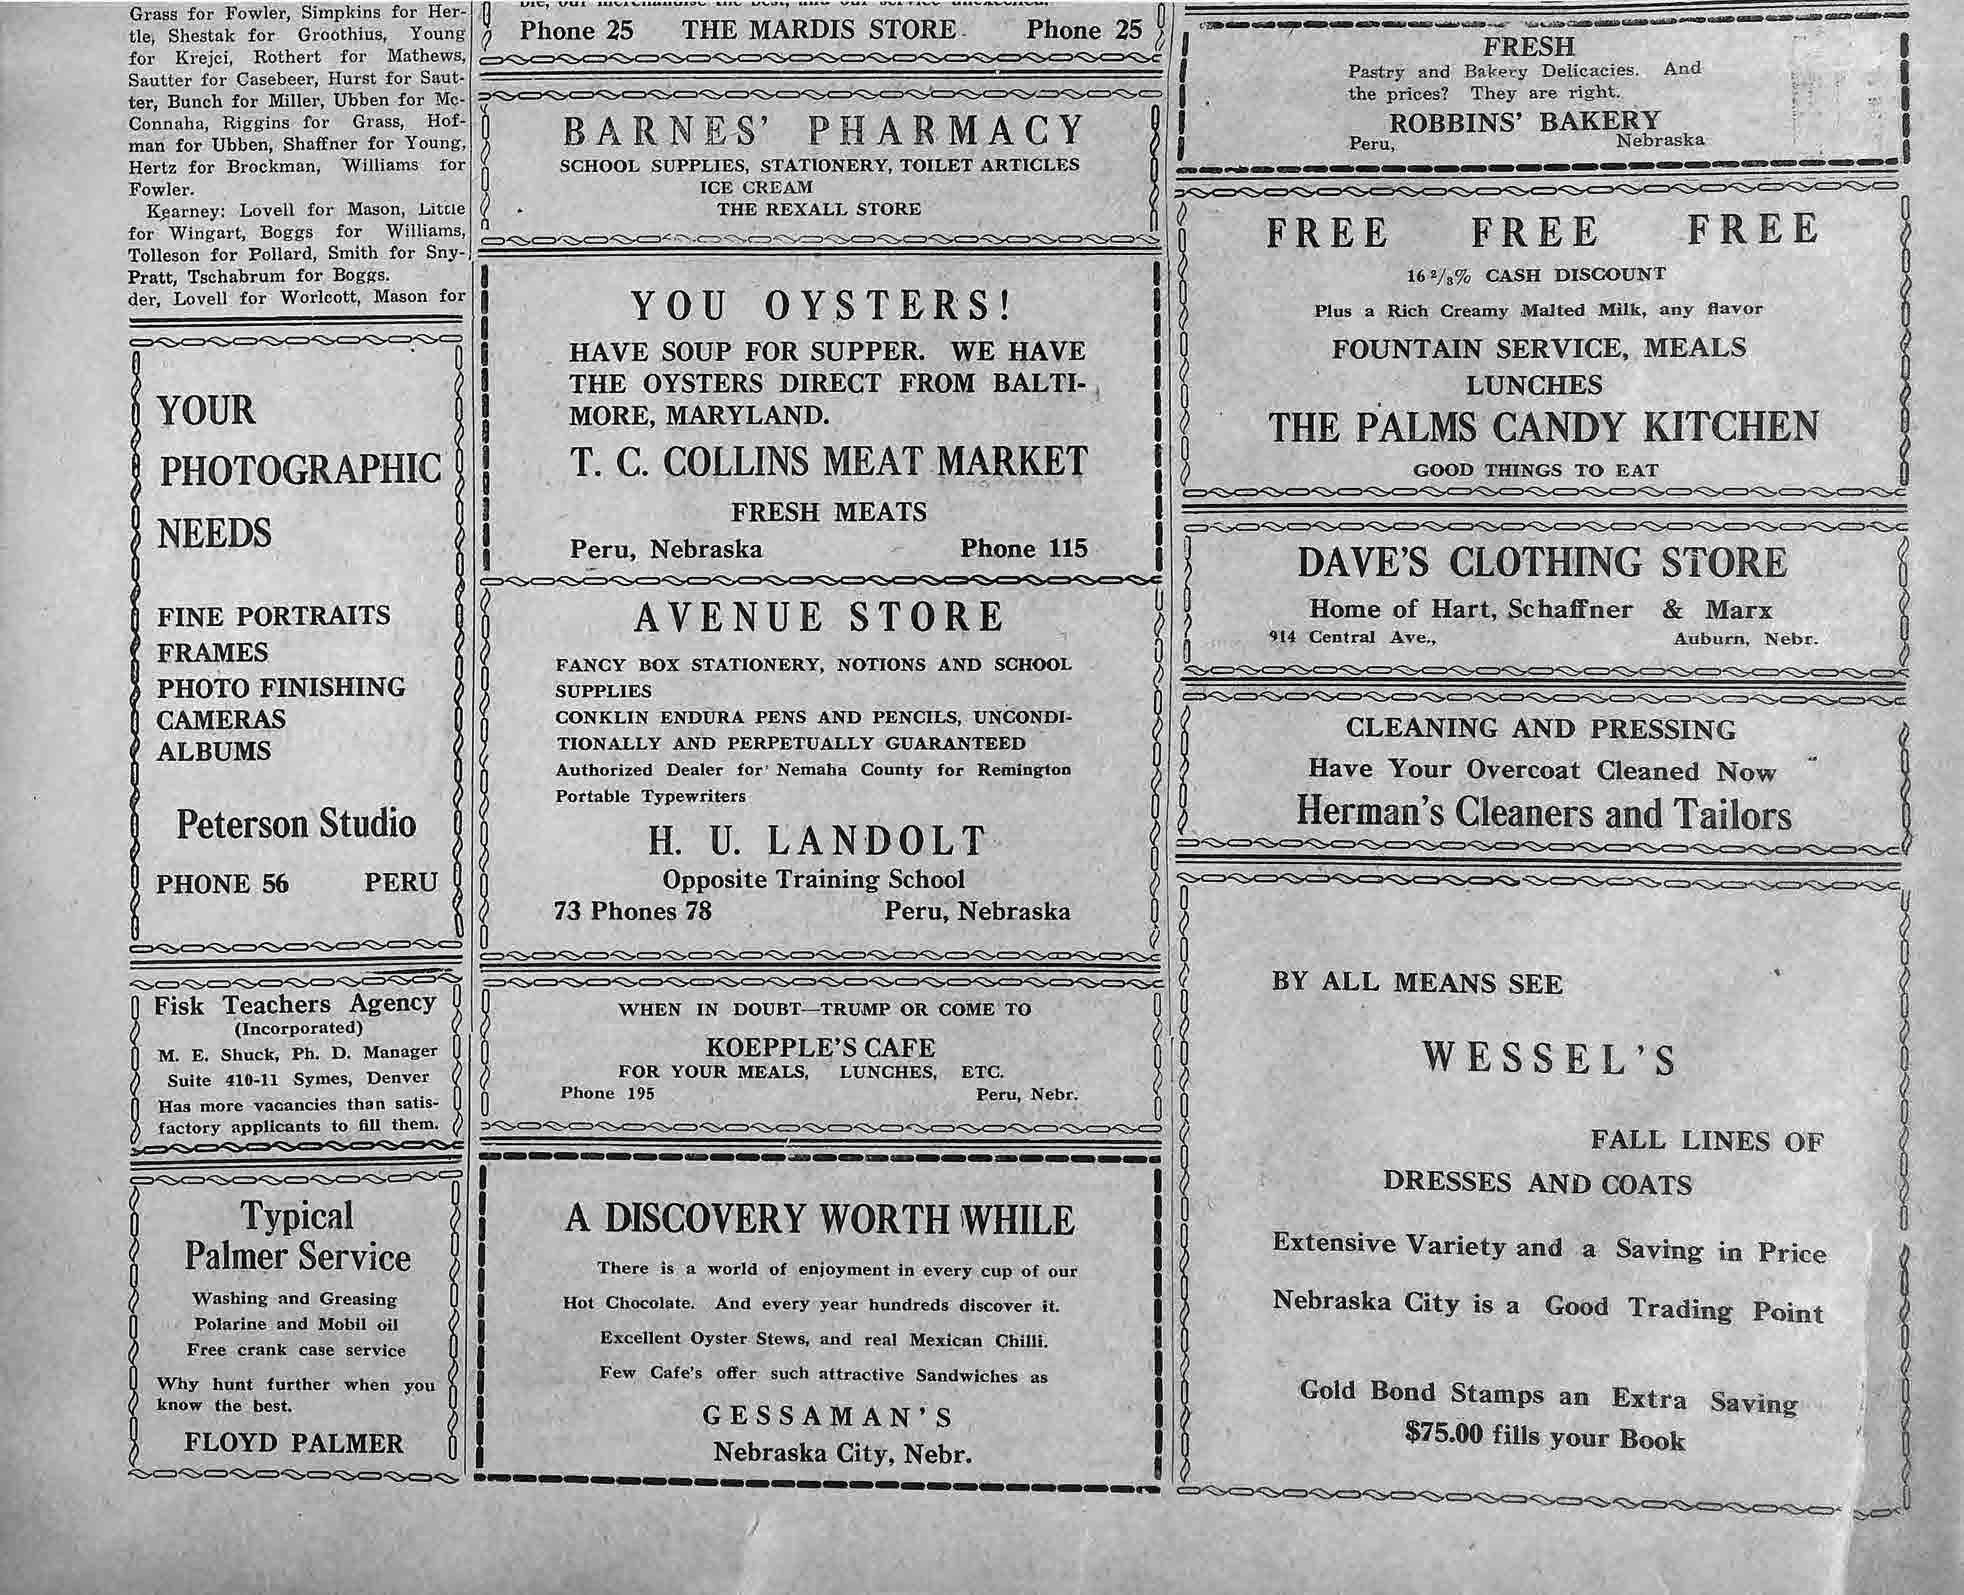 Grass for Fowler, Simpkins for Her-
tle, Shestak for Groothius, Young
for Krejci, Rothert for Mathews,
Sautter for Casebeer, Hurst for Saut-
ter, Bunch for Miller, Ubben for Mc-
Connaha, Riggins for Grass, Hof-
man for Ubben, Shaffner for Young,
Hertz for Brockman, Williams for
Fowler.
Kearney: Lovell for Mason, Little
for Wingart, Boggs for Williams,
Tolleson for Pollard, Smith for Sny-
Pratt, Tschabrum for Boggs.
der, Lovell for Worlcott, Mason for
YOUR
PHOTOGRAPHIC
NEEDS
FINE PORTRAITS
FRAMES
PHOTO FINISHING
CAMERAS
ALBUMS
Peterson Studio
PHONE 56 PERU
Fisk Teachers Agency
(Incorporated)
M. E. Shuck, Ph. D. Manager
Suite 410-11 Symes, Denver
Has more vacancies than satis-
factory applicants to fill them.
Typical
Palmer Service
Washing and Greasing
Polarine and Mobil oil
Free crank case service
Why hunt further when you
know the best.
FLOYD PALMER
Phone 25 THE MARDIS STORE Phone 25
BARNES' PHARMACY
SCHOOL SUPPLIES, STATIONERY, TOILET ARTICLES
ICE CREAM
THE REXALL STORE
YOU OYSTERS!
HAVE SOUP FOR SUPPER. WE HAVE
THE OYSTERS DIRECT FROM BALTI-
MORE, MARYLAND.
T. C. COLLINS MEAT MARKET
FRESH MEATS
Peru, Nebraska Phone 115
AVENUE STORE
FANCY BOX STATIONERY, NOTIONS AND SCHOOL
SUPPLIES
CONKLIN ENDURA PENS AND PENCILS, UNCONDI-
TIONALLY AND PERPETUALLY GUARANTEED
Authorized Dealer for Nemaha County for Remington
Portable Typewriters
H. U. LANDOLT
Opposite Training School
73 Phones 78 Peru, Nebraska
WHEN IN DOUBT—TRUMP OR COME TO
KOEPPLE'S CAFE
FOR YOUR MEALS, LUNCHES, ETC.
Phone 195 Peru, Nebr.
A DISCOVERY WORTH WHILE
There is a world of enjoyment in every cup of our
Hot Chocolate. And every year hundreds discover it.
Excellent Oyster Stews, and real Mexican Chilli.
Few Cafe's offer such attractive Sandwiches as
GESSAMAN'S
Nebraska City, Nebr.
FRESH
Pastry and Bakery Delicacies. And
the prices? They are right.
ROBBINS' BAKERY
Peru, Nebraska
FREE FREE FREE
16 2/3% CASH DISCOUNT
Plus a Rich Creamy Malted Milk, any flavor
FOUNTAIN SERVICE, MEALS
LUNCHES
THE PALMS CANDY KITCHEN
GOOD THINGS TO EAT
DAVE'S CLOTHING STORE
Home of Hart, Schaffner & Marx
914 Central Ave., Auburn, Nebr.
CLEANING AND PRESSING
Have Your Overcoat Cleaned Now
Herman's Cleaners and Tailors
BY ALL MEANS SEE
WESSEL'S
FALL LINES OF
DRESSES AND COATS
Extensive Variety and a Saving in Price
Nebraska City is a Good Trading Point
Gold Bond Stamps an Extra Saving
$75.00 fills your Book